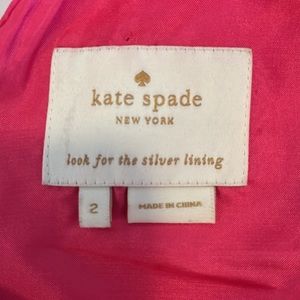 kate spade
NEW YORK
look for the silver lining
2
MADE IN CHINA